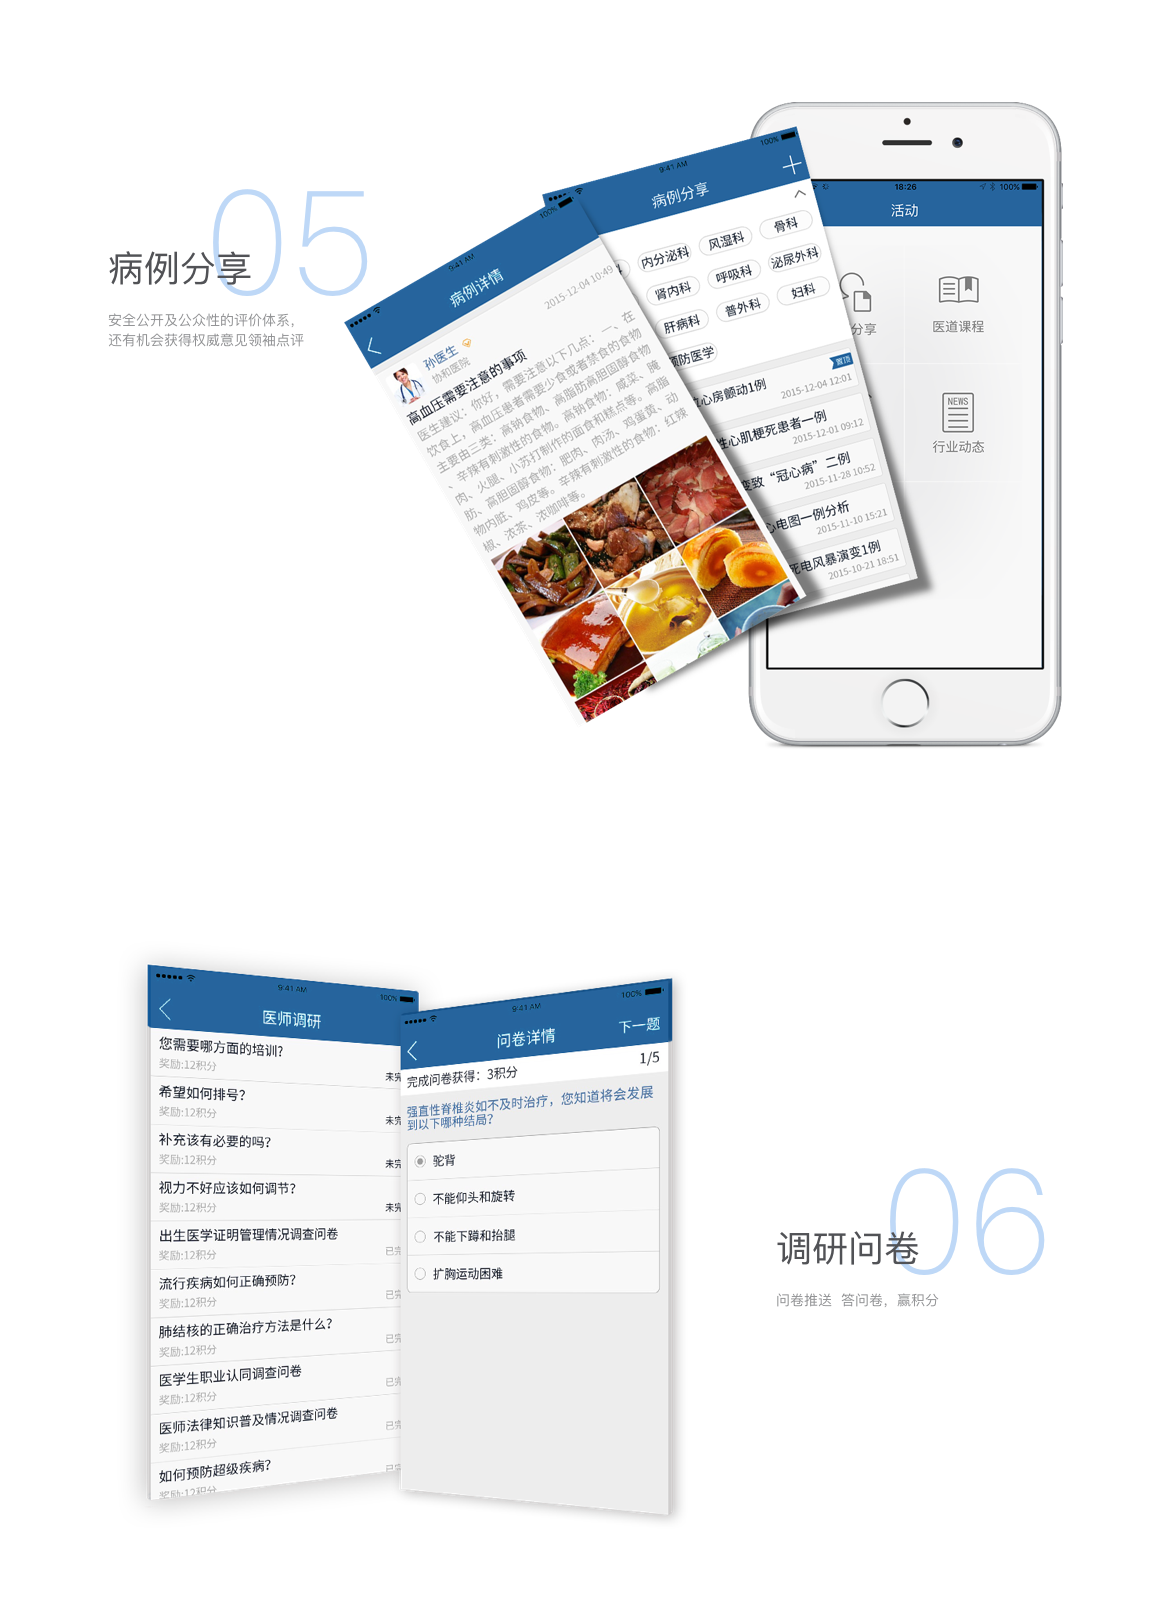 05
病例分享
安全公开及公众性的评价体系，
还有机会获得权威意见领袖点评
9:41 AM
100%
病例详情
2015-12-04 10:49
孙医生
协和医院
高血压需要注意的事项
医生建议：你好，需要注意以下几点：一、在
饮食上，高血压患者需要少食或者禁食的食物
主要由三类：高钠食物、高脂肪高胆固醇食物
、辛辣有刺激性的食物。高钠食物：咸菜、腌
肉、火腿、小苏打制作的面食和糕点等。高脂
肪、高胆固醇食物：肥肉、肉汤、鸡蛋黄、动
物内脏、鸡皮等。辛辣有刺激性的食物：红辣
椒、浓茶、浓咖啡等。
9:41 AM
100%
病例分享
内分泌科
风湿科
骨科
肾内科
呼吸科
泌尿外科
肝病科
普外科
妇科
预防医学
置顶
心房颤动1例
2015-12-04 12:01
性心肌梗死患者一例
2015-12-01 09:12
变致“冠心病”二例
2015-11-28 10:52
心电图一例分析
2015-11-10 15:21
死电风暴演变1例
2015-10-21 18:51
18:26
100%
活动
分享
医道课程
NEWS
行业动态
9:41 AM
100%
医师调研
您需要哪方面的培训？
奖励:12积分
未完
希望如何排号？
奖励:12积分
未完
补充该有必要的吗？
奖励:12积分
未完
视力不好应该如何调节？
奖励:12积分
未完
出生医学证明管理情况调查问卷
奖励:12积分
已完
流行疾病如何正确预防？
奖励:12积分
已完
肺结核的正确治疗方法是什么？
奖励:12积分
已完
医学生职业认同调查问卷
奖励:12积分
已完
医师法律知识普及情况调查问卷
奖励:12积分
已完
如何预防超级疾病？
奖励:12积分
已完
9:41 AM
100%
问卷详情
下一题
完成问卷获得：3积分
1/5
强直性脊椎炎如不及时治疗，您知道将会发展
到以下哪种结局？
驼背
不能仰头和旋转
不能下蹲和抬腿
扩胸运动困难
06
调研问卷
问卷推送 答问卷，赢积分